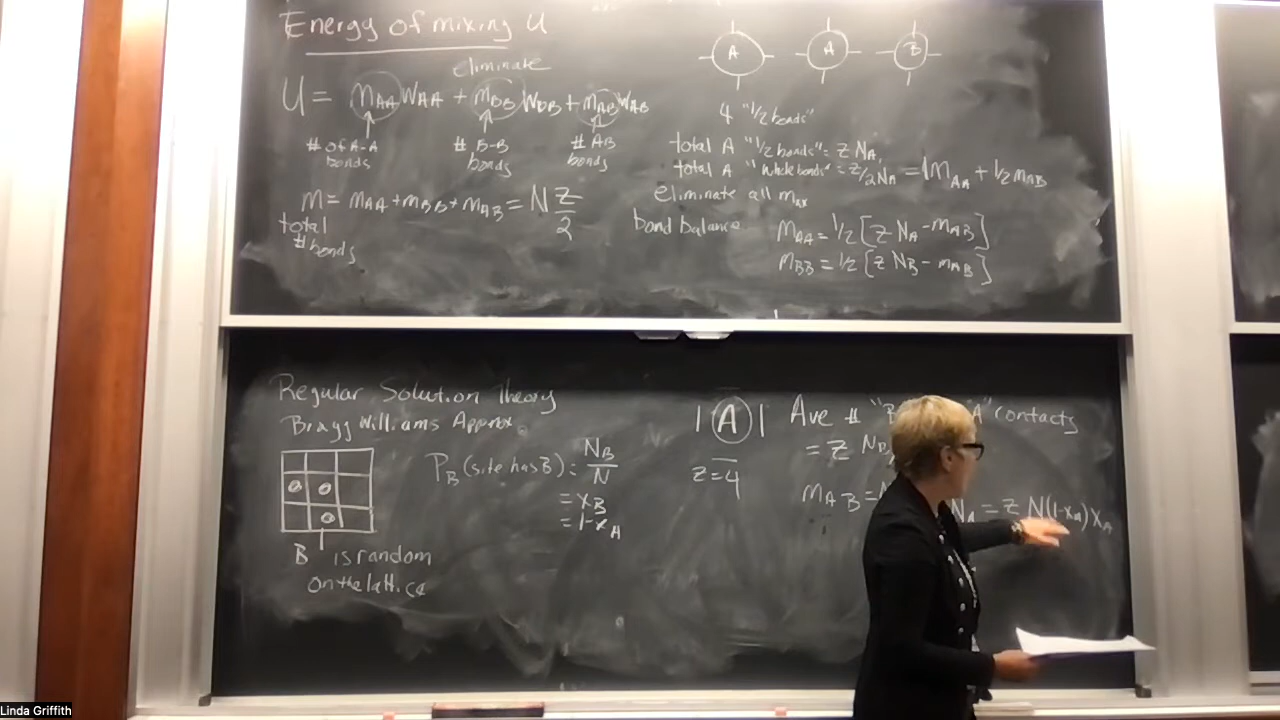 Energy of mixing U
eliminate
U = m_AA w_AA + m_BB w_BB + m_AB w_AB
# of A-A bonds
# B-B bonds
# AB bonds
m = m_AA + m_BB + m_AB = N z/2
total # bonds
A A B
4 "1/2 bonds"
total A "1/2 bonds" = z N_A
total A "whole bonds" = z/2 N_A = 1 m_AA + 1/2 m_AB
eliminate all m_xx
bond balance
m_AA = 1/2 [z N_A - m_AB]
m_BB = 1/2 [z N_B - m_AB]
Regular Solution Theory
Bragg Williams Approx.
P_B (site has B) = N_B/N
= x_B
= 1-x_A
B is random
on the lattice
A
z=4
Ave # "B "A" contacts
= z N_B
m_AB = N_A = z N(1-x_A) x_A
Linda Griffith